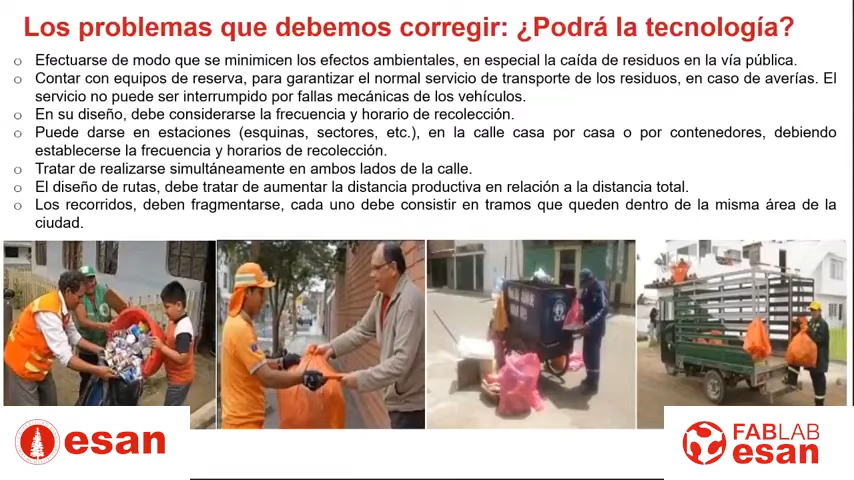 Los problemas que debemos corregir: ¿Podrá la tecnología?
o Efectuarse de modo que se minimicen los efectos ambientales, en especial la caída de residuos en la vía pública.
o Contar con equipos de reserva, para garantizar el normal servicio de transporte de los residuos, en caso de averías. El
servicio no puede ser interrumpido por fallas mecánicas de los vehículos.
o En su diseño, debe considerarse la frecuencia y horario de recolección.
o Puede darse en estaciones (esquinas, sectores, etc.), en la calle casa por casa o por contenedores, debiendo
establecerse la frecuencia y horarios de recolección.
o Tratar de realizarse simultáneamente en ambos lados de la calle.
o El diseño de rutas, debe tratar de aumentar la distancia productiva en relación a la distancia total.
o Los recorridos, deben fragmentarse, cada uno debe consistir en tramos que queden dentro de la misma área de la
ciudad.
esan
FABLAB
esan